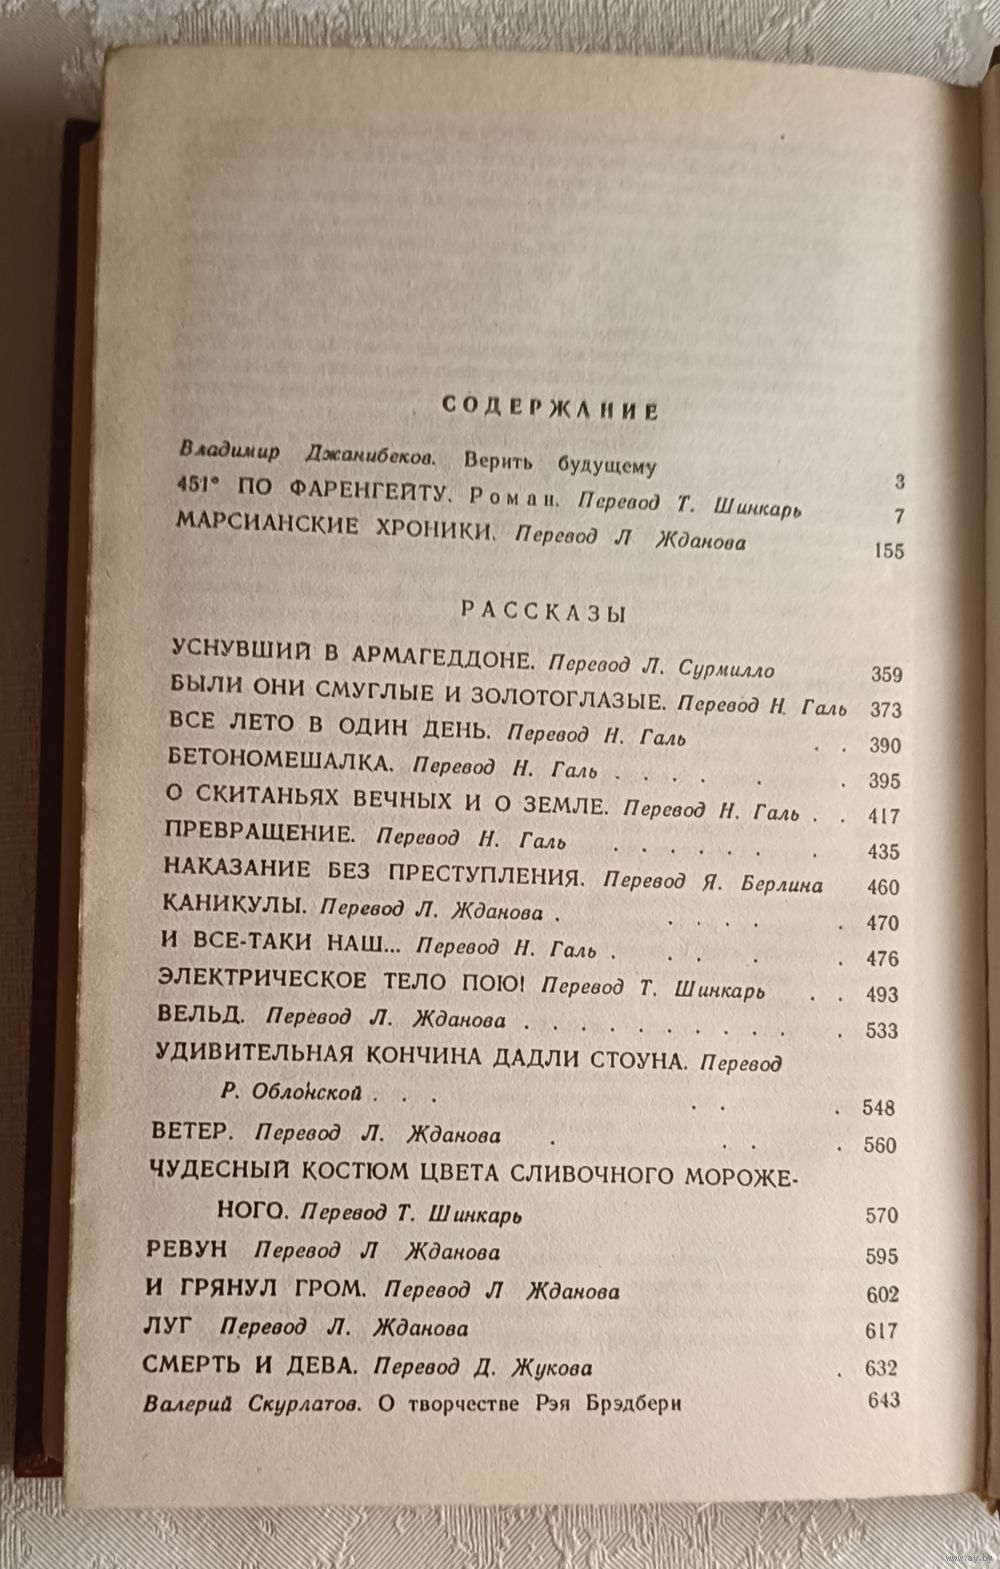 СОДЕРЖАНИЕ
Владимир Джанибеков. Верить будущему 3
451° ПО ФАРЕНГЕЙТУ. Роман. Перевод Т. Шинкарь 7
МАРСИАНСКИЕ ХРОНИКИ. Перевод Л Жданова 155
РАССКАЗЫ
УСНУВШИЙ В АРМАГЕДДОНЕ. Перевод Л. Сурмилло 359
БЫЛИ ОНИ СМУГЛЫЕ И ЗОЛОТОГЛАЗЫЕ. Перевод Н. Галь 373
ВСЕ ЛЕТО В ОДИН ДЕНЬ. Перевод Н. Галь . . 390
БЕТОНОМЕШАЛКА. Перевод Н. Галь . . . . . . 395
О СКИТАНЬЯХ ВЕЧНЫХ И О ЗЕМЛЕ. Перевод Н. Галь . . 417
ПРЕВРАЩЕНИЕ. Перевод Н. Галь . . . . . . . 435
НАКАЗАНИЕ БЕЗ ПРЕСТУПЛЕНИЯ. Перевод Я. Берлина 460
КАНИКУЛЫ. Перевод Л. Жданова . . . . . . 470
И ВСЕ-ТАКИ НАШ... Перевод Н. Галь . . . . . 476
ЭЛЕКТРИЧЕСКОЕ ТЕЛО ПОЮ! Перевод Т. Шинкарь . . 493
ВЕЛЬД. Перевод Л. Жданова . . . . . . . . . . 533
УДИВИТЕЛЬНАЯ КОНЧИНА ДАДЛИ СТОУНА. Перевод
Р. Облонской . . . . . . 548
ВЕТЕР. Перевод Л. Жданова . . . . 560
ЧУДЕСНЫЙ КОСТЮМ ЦВЕТА СЛИВОЧНОГО МОРОЖЕ-
НОГО. Перевод Т. Шинкарь 570
РЕВУН Перевод Л Жданова 595
И ГРЯНУЛ ГРОМ. Перевод Л Жданова 602
ЛУГ Перевод Л. Жданова 617
СМЕРТЬ И ДЕВА. Перевод Д. Жукова . 632
Валерий Скурлатов. О творчестве Рэя Брэдбери 643
www.ay.by